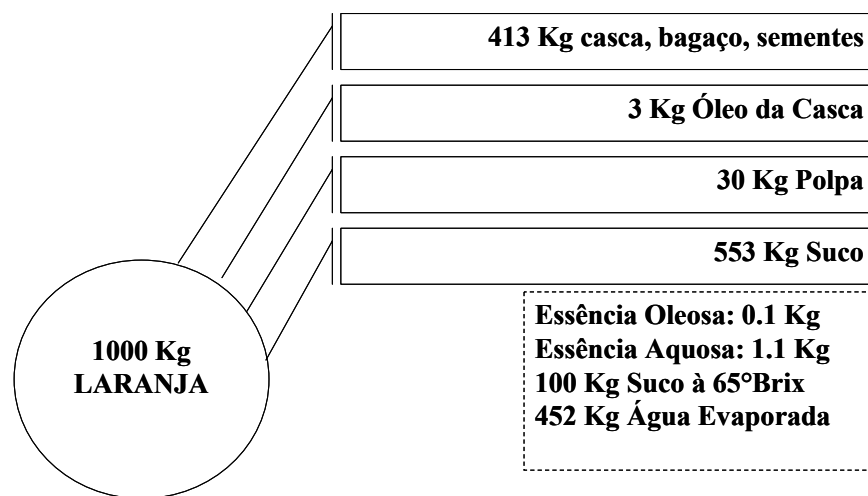 413 Kg casca, bagaço, sementes
3 Kg Óleo da Casca
30 Kg Polpa
553 Kg Suco
1000 Kg
LARANJA
Essência Oleosa: 0.1 Kg
Essência Aquosa: 1.1 Kg
100 Kg Suco à 65°Brix
452 Kg Água Evaporada